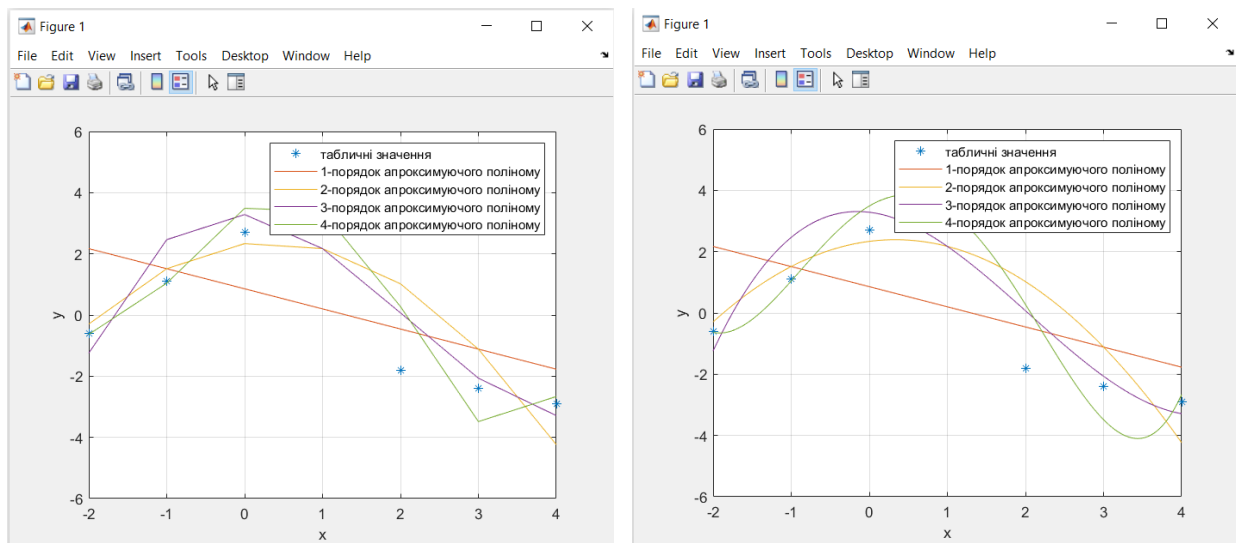 Figure 1
File Edit View Insert Tools Desktop Window Help
6
4
2
0
-2
-4
-6
y
табличні значення
1-порядок апроксимуючого поліному
2-порядок апроксимуючого поліному
3-порядок апроксимуючого поліному
4-порядок апроксимуючого поліному
-2 -1 0 1 2 3 4
x
Figure 1
File Edit View Insert Tools Desktop Window Help
6
4
2
0
-2
-4
-6
y
табличні значення
1-порядок апроксимуючого поліному
2-порядок апроксимуючого поліному
3-порядок апроксимуючого поліному
4-порядок апроксимуючого поліному
-2 -1 0 1 2 3 4
x